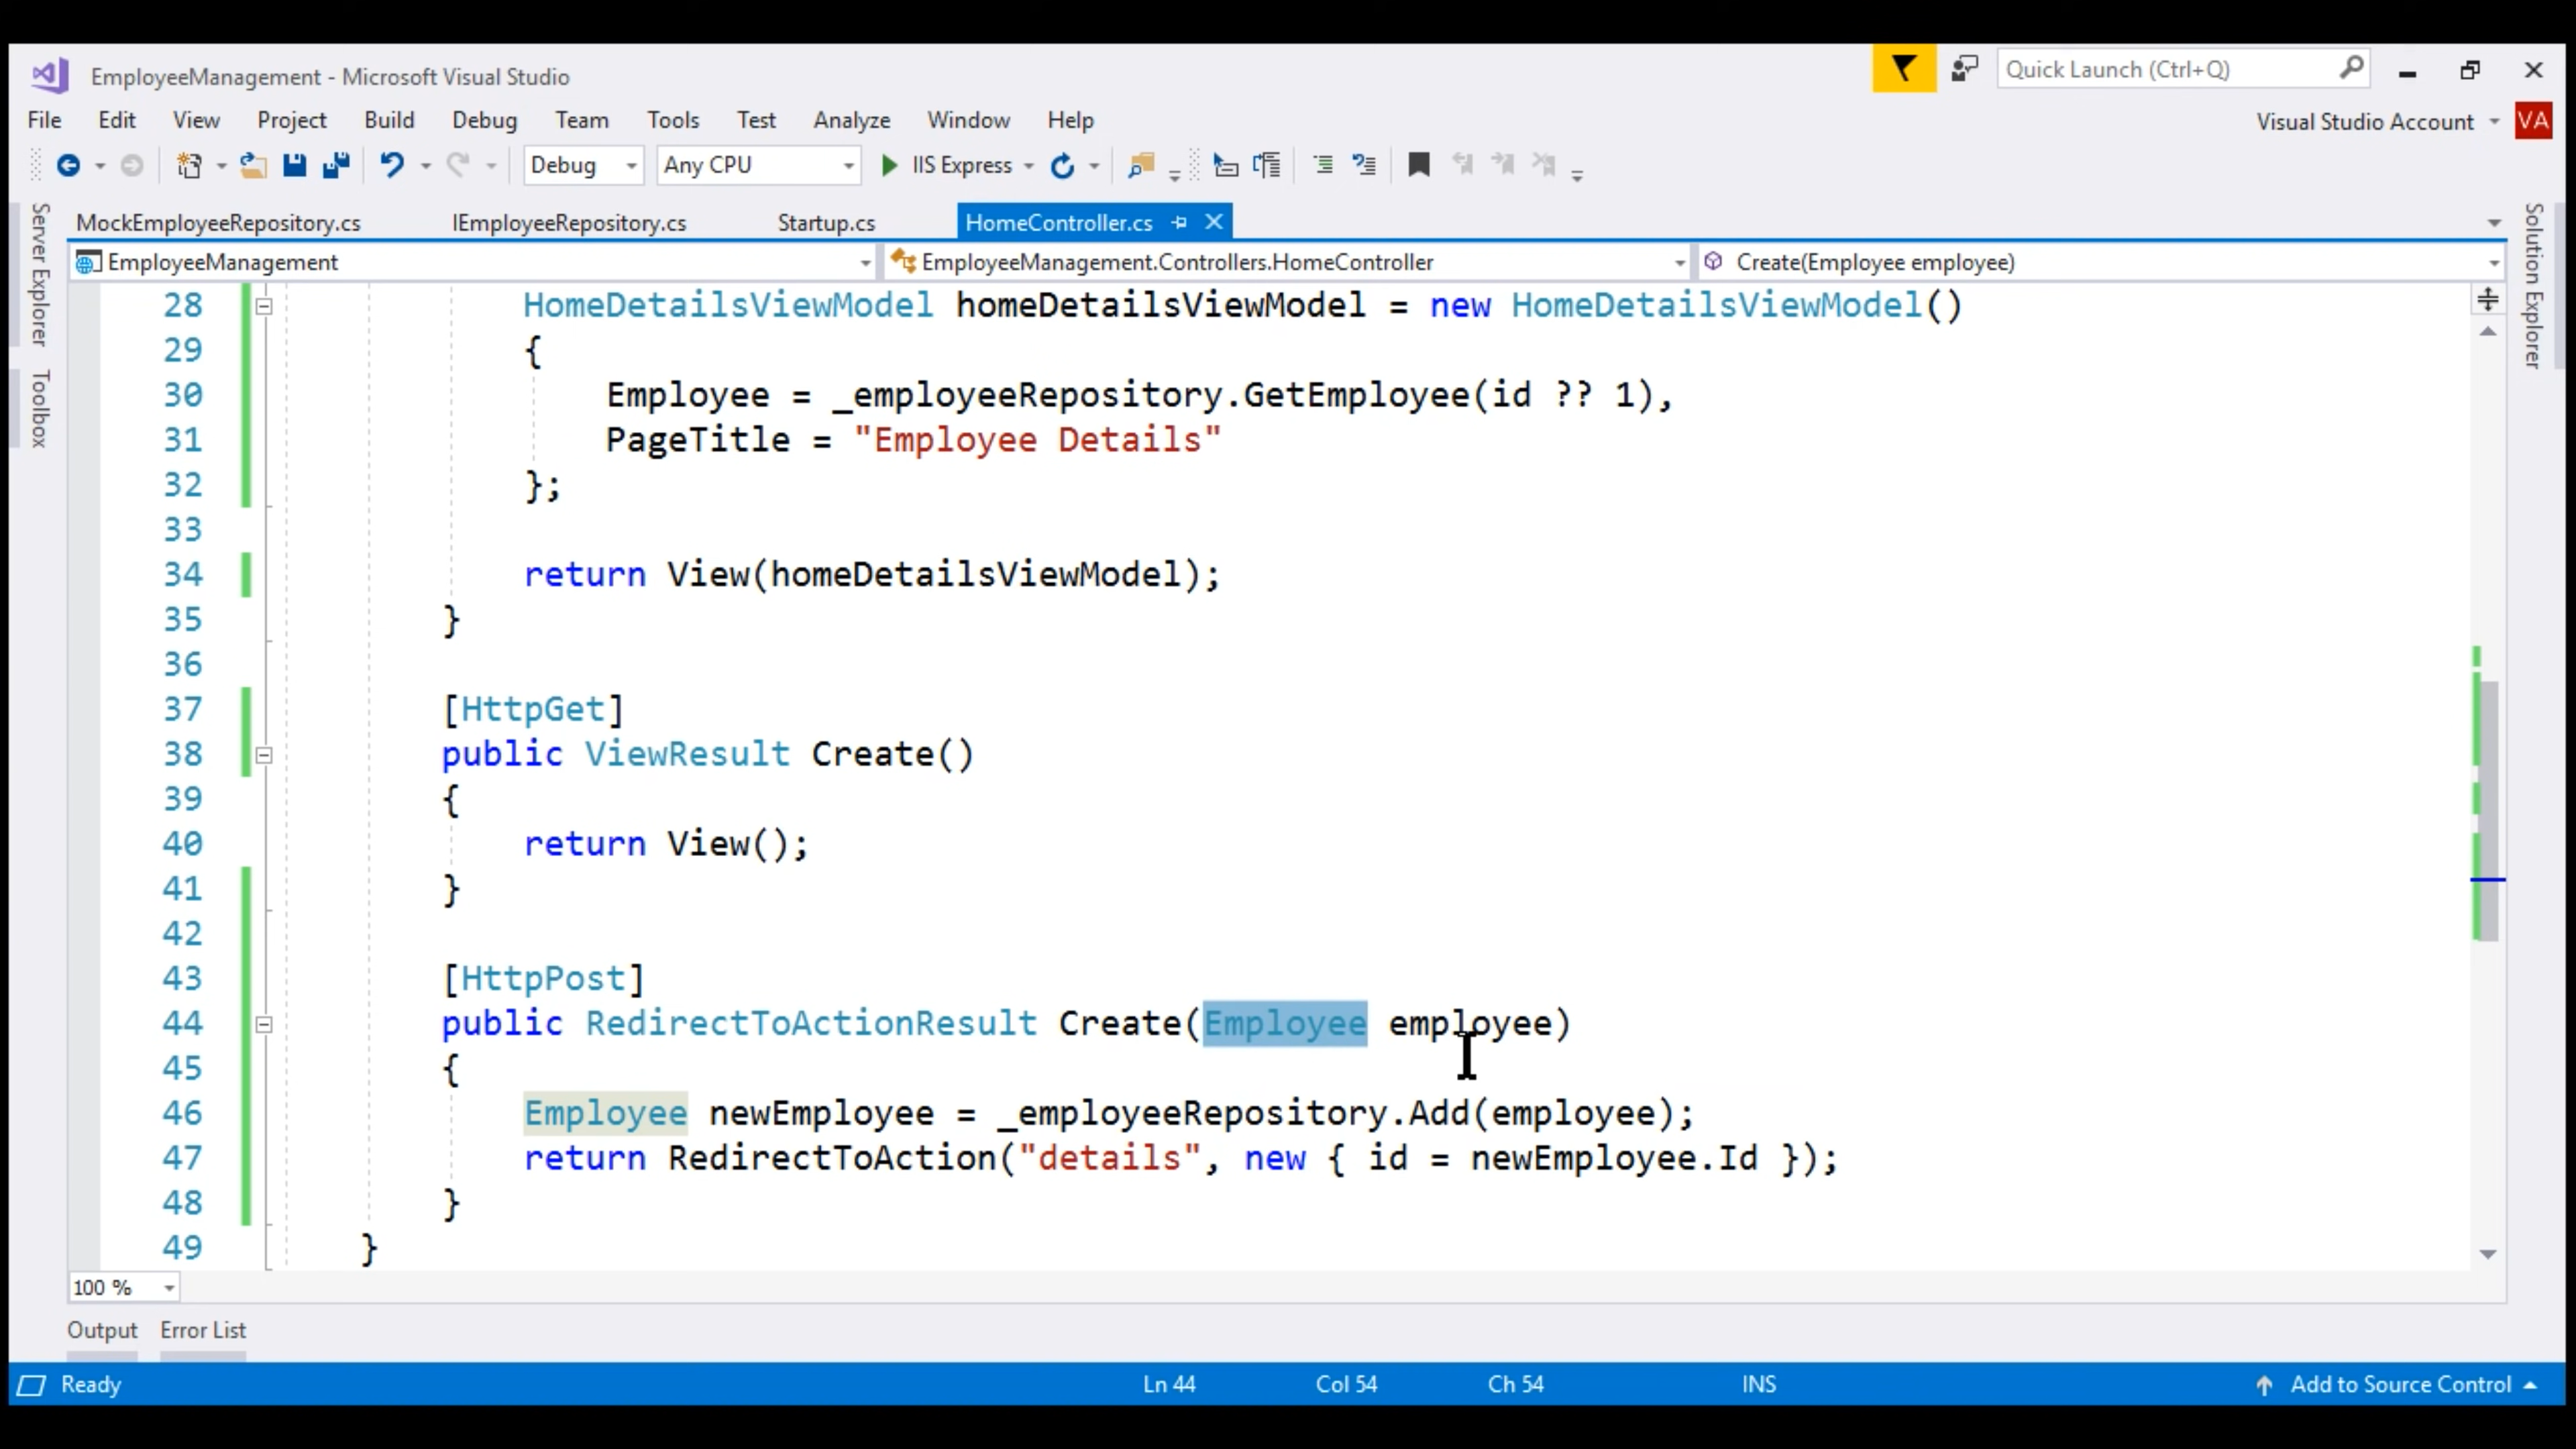 EmployeeManagement - Microsoft Visual Studio
Quick Launch (Ctrl+Q)
File Edit View Project Build Debug Team Tools Test Analyze Window Help
Visual Studio Account VA
Debug Any CPU IIS Express
Server Explorer
Toolbox
Solution Explorer
MockEmployeeRepository.cs IEmployeeRepository.cs Startup.cs HomeController.cs
EmployeeManagement EmployeeManagement.Controllers.HomeController Create(Employee employee)
28 HomeDetailsViewModel homeDetailsViewModel = new HomeDetailsViewModel()
29 {
30 Employee = _employeeRepository.GetEmployee(id ?? 1),
31 PageTitle = "Employee Details"
32 };
33
34 return View(homeDetailsViewModel);
35 }
36
37 [HttpGet]
38 public ViewResult Create()
39 {
40 return View();
41 }
42
43 [HttpPost]
44 public RedirectToActionResult Create(Employee employee)
45 {
46 Employee newEmployee = _employeeRepository.Add(employee);
47 return RedirectToAction("details", new { id = newEmployee.Id });
48 }
49 }
100 %
Output Error List
Ready Ln 44 Col 54 Ch 54 INS Add to Source Control